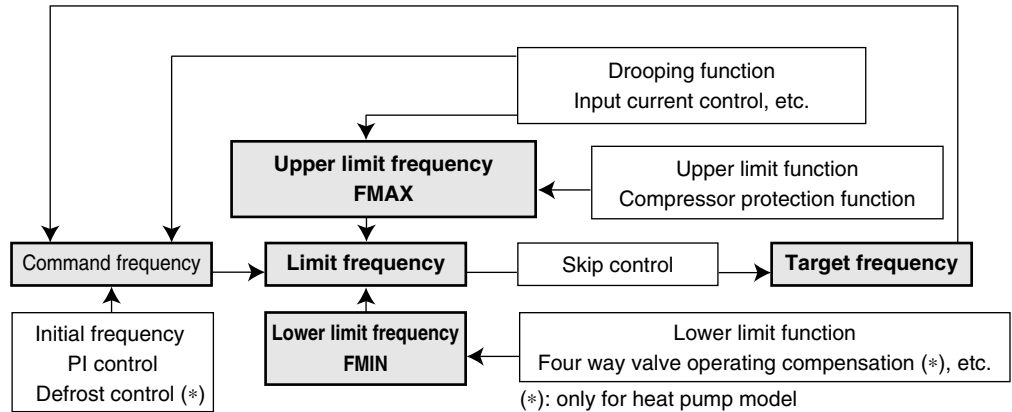 Drooping function
Input current control, etc.
Upper limit frequency
FMAX
Upper limit function
Compressor protection function
Command frequency
Limit frequency
Skip control
Target frequency
Initial frequency
PI control
Defrost control (*)
Lower limit frequency
FMIN
Lower limit function
Four way valve operating compensation (*), etc.
(*): only for heat pump model